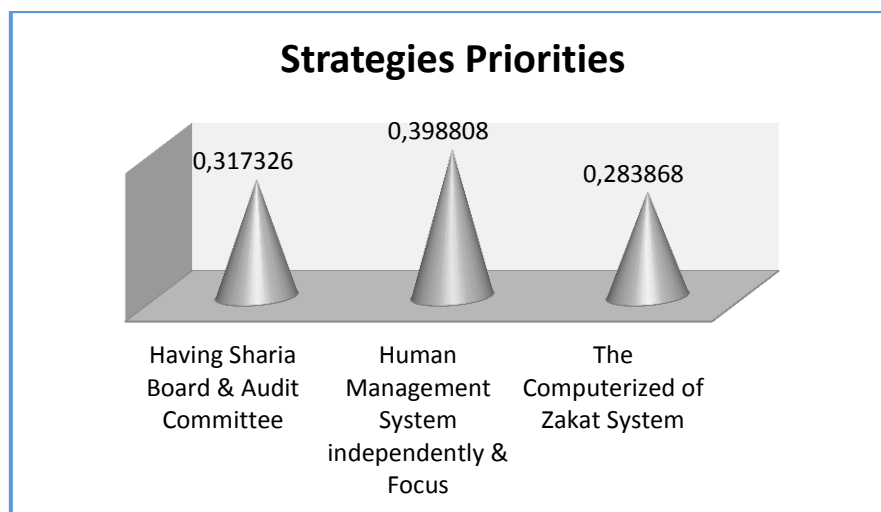 Strategies Priorities
0,317326
0,398808
0,283868
Having Sharia
Board & Audit
Committee
Human
Management
System
independently &
Focus
The
Computerized of
Zakat System